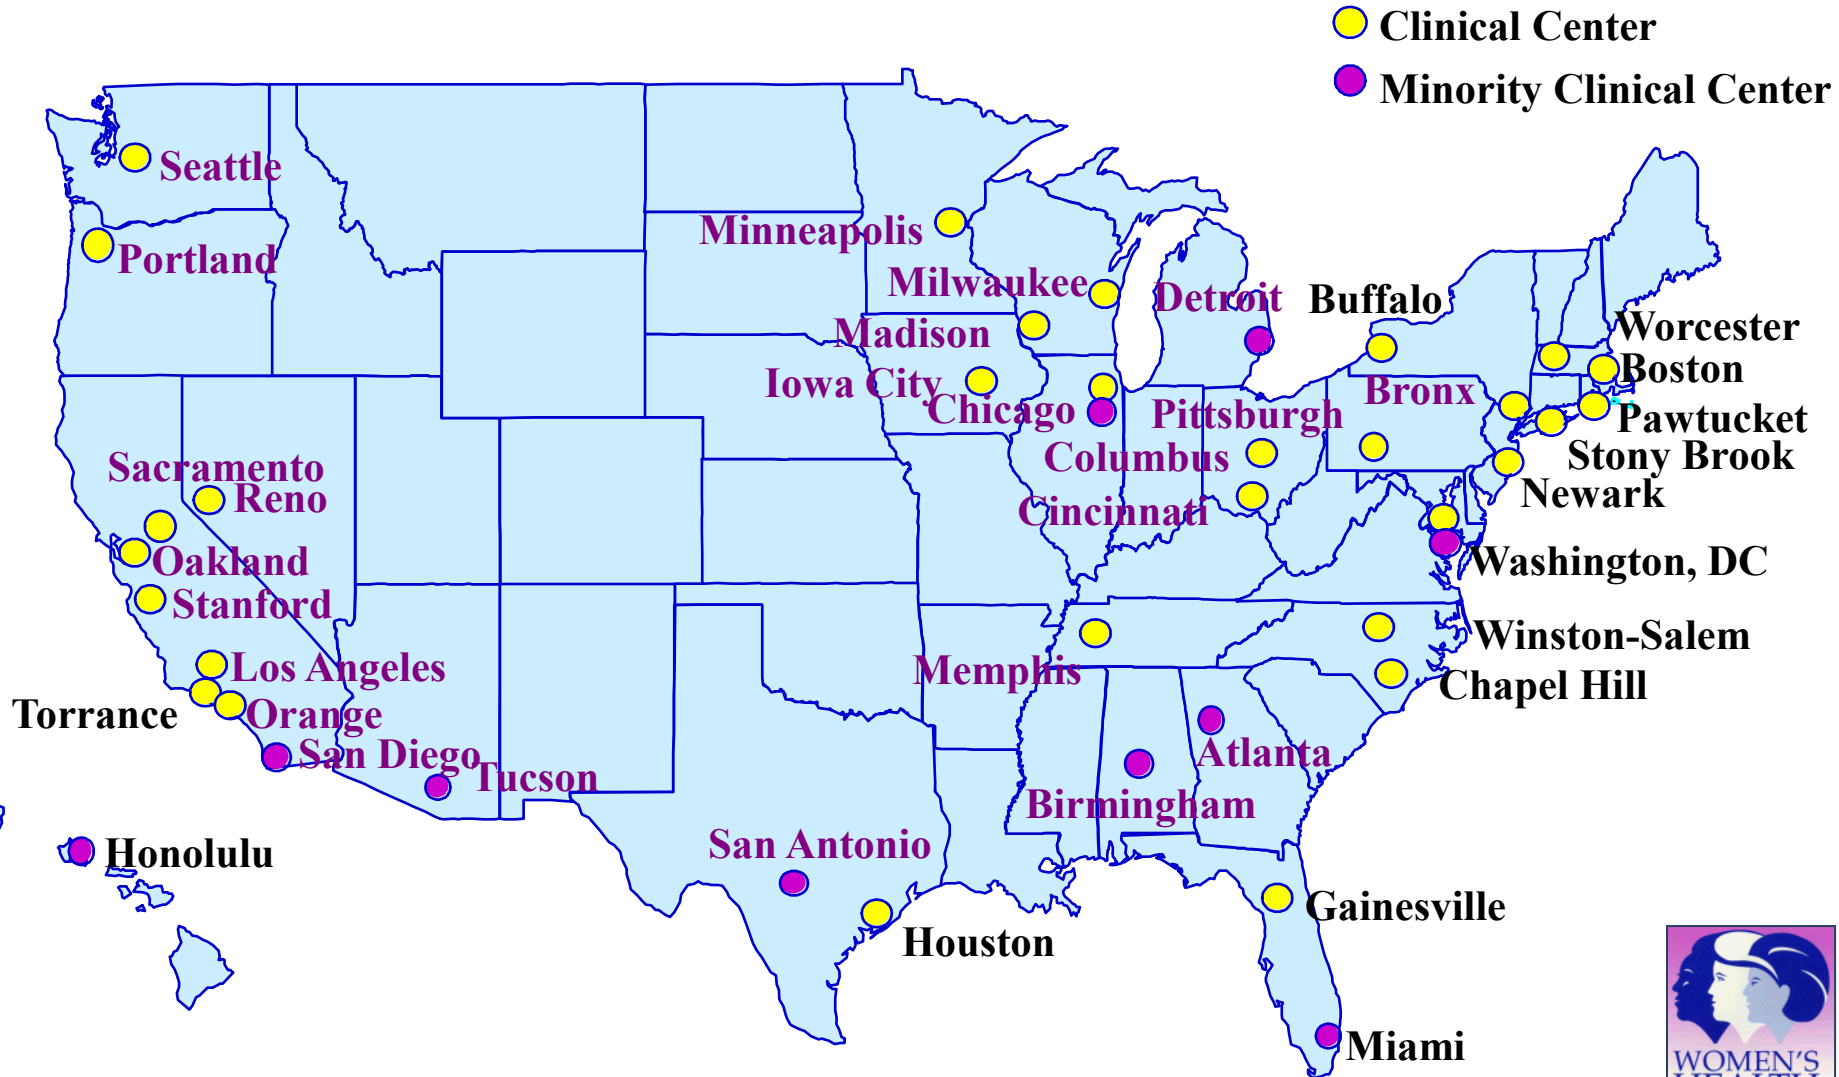 Clinical Center
Minority Clinical Center
Seattle
Minneapolis
Portland
Milwaukee
Detroit
Buffalo
Madison
Worcester
Iowa City
Boston
Chicago
Pittsburgh
Bronx
Pawtucket
Columbus
Stony Brook
Sacramento
Reno
Newark
Cincinnati
Oakland
Washington, DC
Stanford
Winston-Salem
Los Angeles
Memphis
Chapel Hill
Torrance
Orange
San Diego
Tucson
Atlanta
Birmingham
San Antonio
Honolulu
Gainesville
Houston
Miami
WOMEN'S
HEALTH